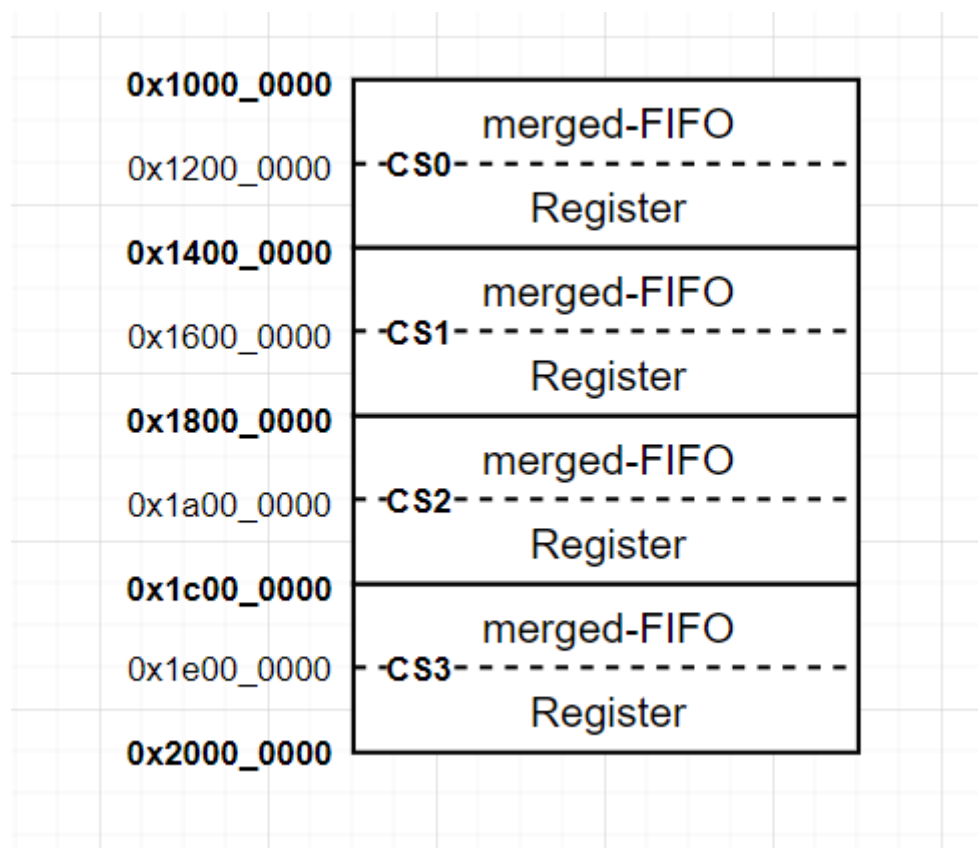 0x1000_0000
merged-FIFO
0x1200_0000 CS0
Register
0x1400_0000
merged-FIFO
0x1600_0000 CS1
Register
0x1800_0000
merged-FIFO
0x1a00_0000 CS2
Register
0x1c00_0000
merged-FIFO
0x1e00_0000 CS3
Register
0x2000_0000